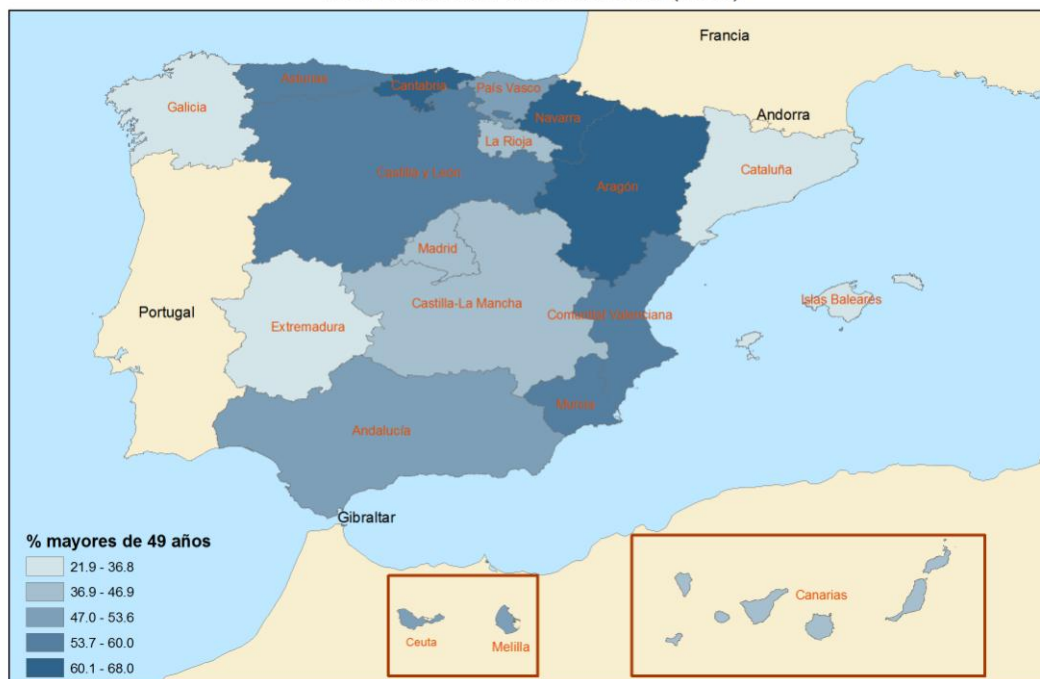 Francia
Andorra
Asturias
Cantabria
País Vasco
Galicia
Navarra
La Rioja
Cataluña
Castilla y León
Aragón
Madrid
Islas Baleares
Portugal
Castilla-La Mancha
Comunitat Valenciana
Extremadura
Murcia
Andalucía
Gibraltar
% mayores de 49 años
21.9 - 36.8
36.9 - 46.9
47.0 - 53.6
53.7 - 60.0
60.1 - 68.0
Ceuta
Melilla
Canarias